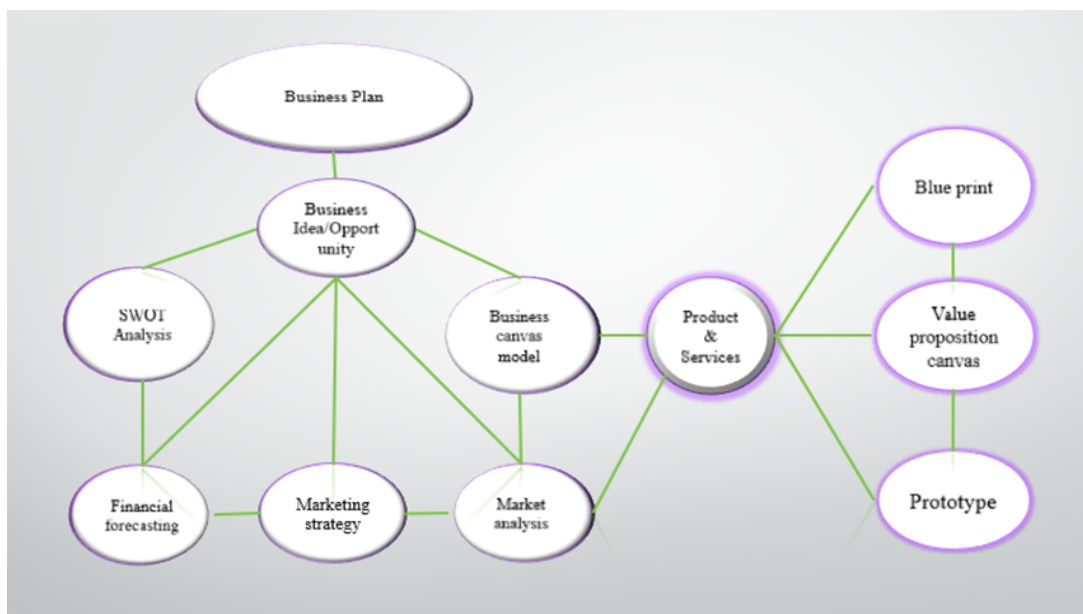 Business Plan
Business
Idea/Opport
unity
SWOT
Analysis
Business
canvas
model
Product
&
Services
Blue print
Value
proposition
canvas
Financial
forecasting
Marketing
strategy
Market
analysis
Prototype